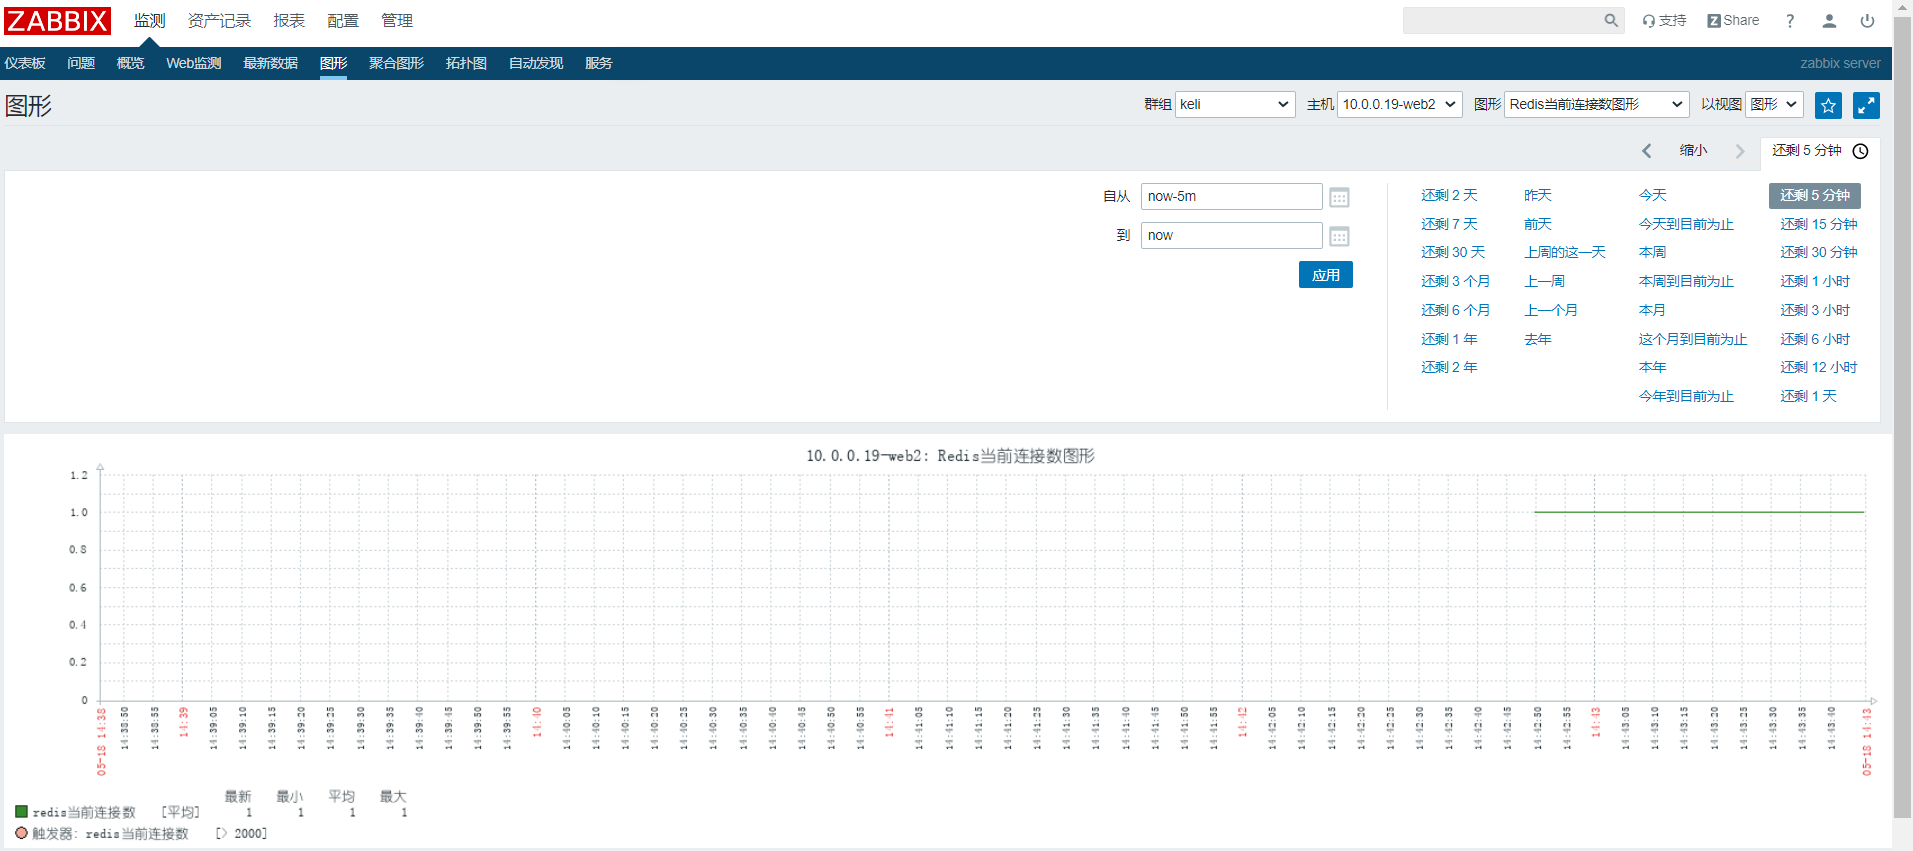 ZABBIX 监测 资产记录 报表 配置 管理 支持 Z Share ?
仪表板 问题 概览 Web监测 最新数据 图形 聚合图形 拓扑图 自动发现 服务 zabbix server
图形 群组 keli 主机 10.0.0.19-web2 图形 Redis当前连接数图形 以视图 图形
缩小 还剩 5 分钟
自从 now-5m
到 now
应用
还剩 2 天 昨天 今天 还剩 5 分钟
还剩 7 天 前天 今天到目前为止 还剩 15 分钟
还剩 30 天 上周的这一天 本周 还剩 30 分钟
还剩 3 个月 上一周 本周到目前为止 还剩 1 小时
还剩 6 个月 上一个月 本月 还剩 3 小时
还剩 1 年 去年 这个月到目前为止 还剩 6 小时
还剩 2 年 本年 还剩 12 小时
今年到目前为止 还剩 1 天
10.0.0.19-web2: Redis当前连接数图形
1.2
1.0
0.8
0.6
0.4
0.2
0
05-18 14:38 14:38:50 14:38:55 14:39 14:39:05 14:39:10 14:39:15 14:39:20 14:39:25 14:39:30 14:39:35 14:39:40 14:39:45 14:39:50 14:39:55 14:40 14:40:05 14:40:10 14:40:15 14:40:20 14:40:25 14:40:30 14:40:35 14:40:40 14:40:45 14:40:50 14:40:55 14:41 14:41:05 14:41:10 14:41:15 14:41:20 14:41:25 14:41:30 14:41:35 14:41:40 14:41:45 14:41:50 14:41:55 14:42 14:42:05 14:42:10 14:42:15 14:42:20 14:42:25 14:42:30 14:42:35 14:42:40 14:42:45 14:42:50 14:42:55 14:43 14:43:05 14:43:10 14:43:15 14:43:20 14:43:25 14:43:30 14:43:35 14:43:40 05-18 14:43
最新 最小 平均 最大
redis当前连接数 [平均] 1 1 1 1
触发器: redis当前连接数 [> 2000]